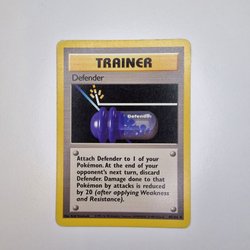 TRAINER
Defender
Defender
Attach Defender to 1 of your
Pokémon. At the end of your
opponent's next turn, discard
Defender. Damage done to that
Pokémon by attacks is reduced
by 20 (after applying Weakness
and Resistance).